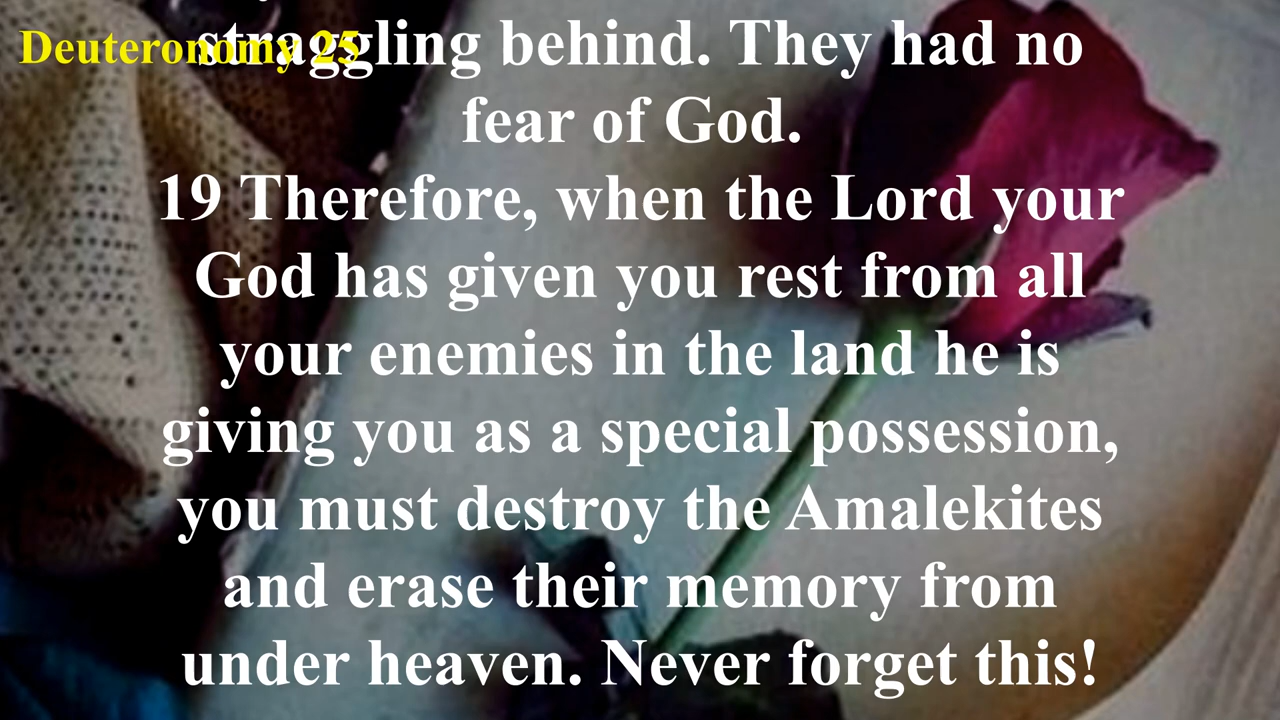 Deuteronomy 25
straggling behind. They had no
fear of God.
19 Therefore, when the Lord your
God has given you rest from all
your enemies in the land he is
giving you as a special possession,
you must destroy the Amalekites
and erase their memory from
under heaven. Never forget this!